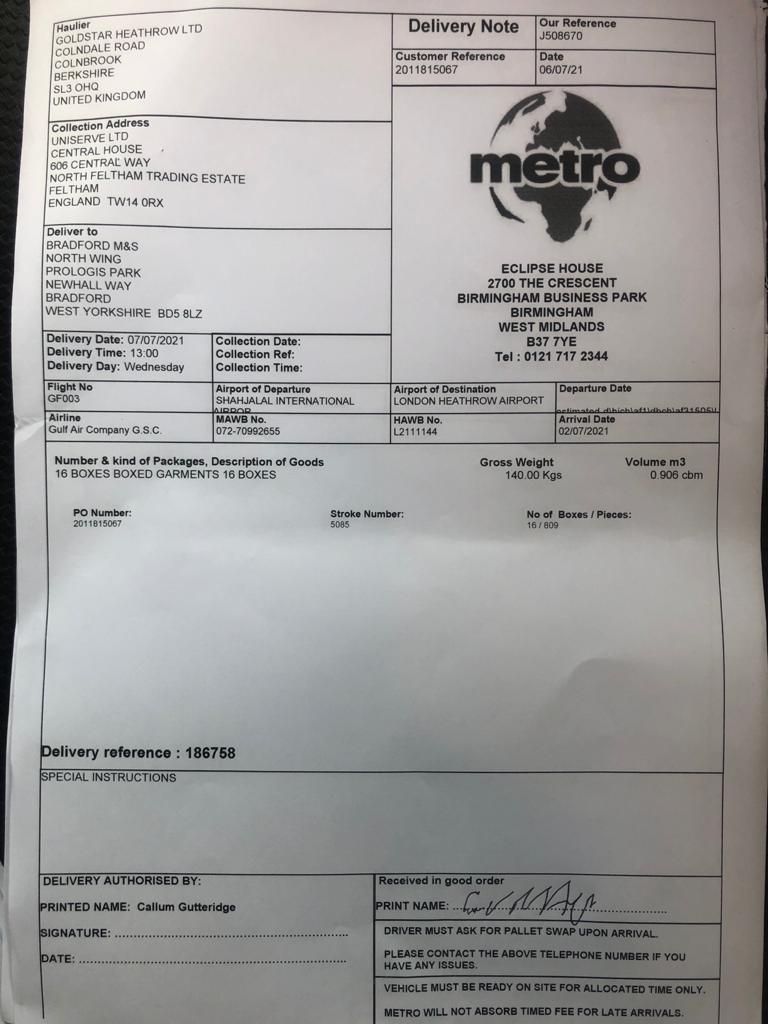 Haulier
GOLDSTAR HEATHROW LTD
COLNDALE ROAD
COLNBROOK
BERKSHIRE
SL3 OHQ
UNITED KINGDOM
Delivery Note
Our Reference
J508670
Customer Reference
2011815067
Date
06/07/21
Collection Address
UNISERVE LTD
CENTRAL HOUSE
606 CENTRAL WAY
NORTH FELTHAM TRADING ESTATE
FELTHAM
ENGLAND TW14 0RX
metro
ECLIPSE HOUSE
2700 THE CRESCENT
BIRMINGHAM BUSINESS PARK
BIRMINGHAM
WEST MIDLANDS
B37 7YE
Tel : 0121 717 2344
Deliver to
BRADFORD M&S
NORTH WING
PROLOGIS PARK
NEWHALL WAY
BRADFORD
WEST YORKSHIRE BD5 8LZ
Delivery Date: 07/07/2021
Delivery Time: 13:00
Delivery Day: Wednesday
Collection Date:
Collection Ref:
Collection Time:
Flight No
GF003
Airport of Departure
SHAHJALAL INTERNATIONAL
Airport of Destination
LONDON HEATHROW AIRPORT
Departure Date
Airline
Gulf Air Company G.S.C.
MAWB No.
072-70992655
HAWB No.
L2111144
Arrival Date
02/07/2021
Number & kind of Packages, Description of Goods
16 BOXES BOXED GARMENTS 16 BOXES
Gross Weight
140.00 Kgs
Volume m3
0.906 cbm
PO Number:
2011815067
Stroke Number:
5085
No of Boxes / Pieces:
16 / 809
Delivery reference : 186758
SPECIAL INSTRUCTIONS
DELIVERY AUTHORISED BY:
PRINTED NAME: Callum Gutteridge
SIGNATURE:
DATE:
Received in good order
PRINT NAME:
DRIVER MUST ASK FOR PALLET SWAP UPON ARRIVAL.
PLEASE CONTACT THE ABOVE TELEPHONE NUMBER IF YOU
HAVE ANY ISSUES.
VEHICLE MUST BE READY ON SITE FOR ALLOCATED TIME ONLY.
METRO WILL NOT ABSORB TIMED FEE FOR LATE ARRIVALS.